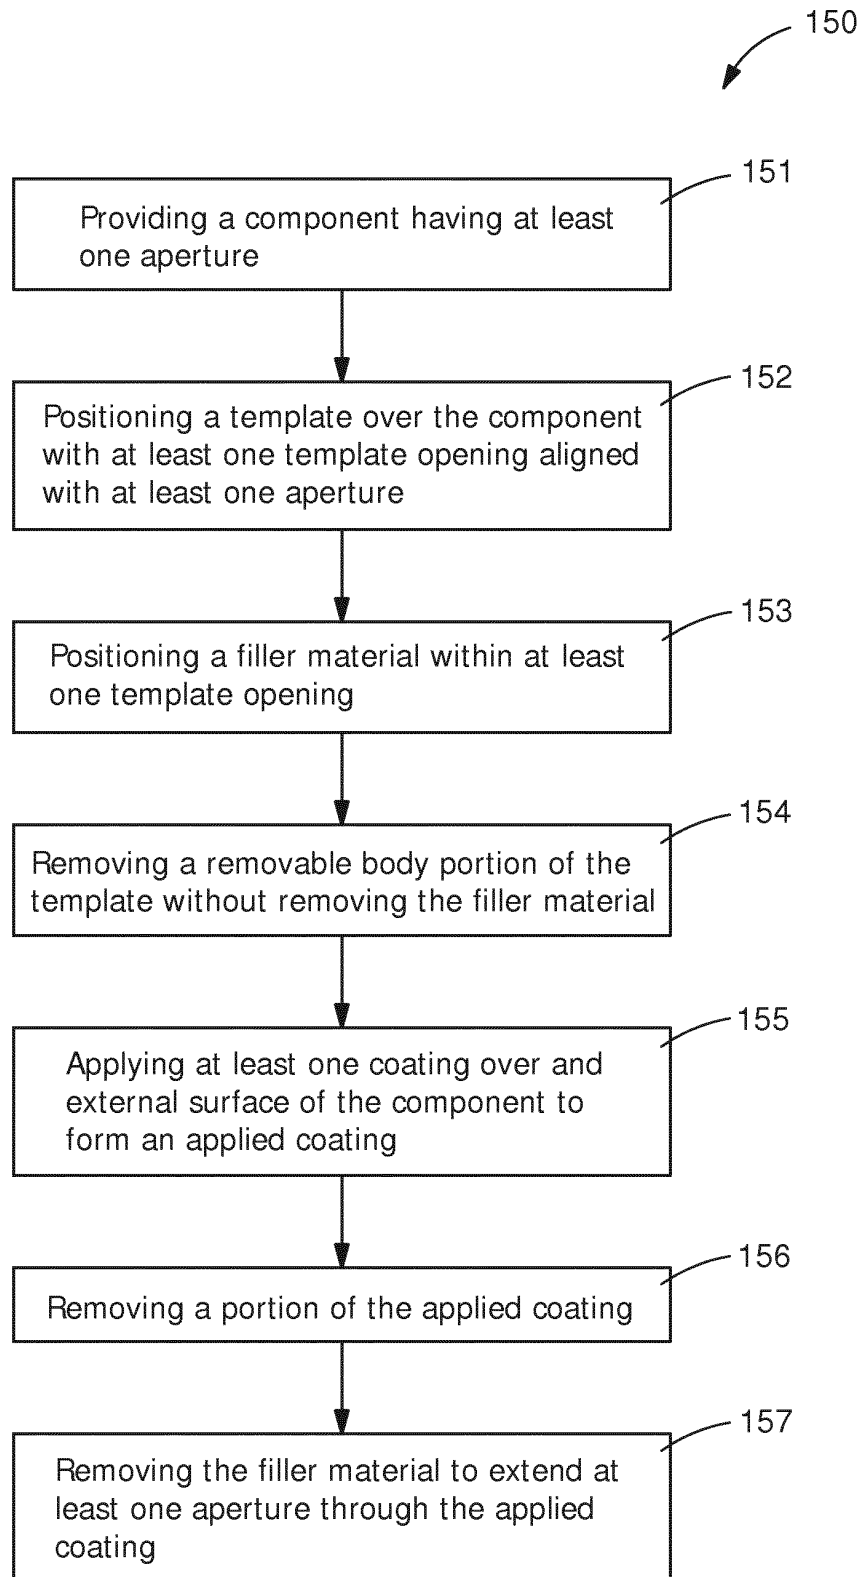 150
151
Providing a component having at least
one aperture
152
Positioning a template over the component
with at least one template opening aligned
with at least one aperture
153
Positioning a filler material within at least
one template opening
154
Removing a removable body portion of the
template without removing the filler material
155
Applying at least one coating over and
external surface of the component to
form an applied coating
156
Removing a portion of the applied coating
157
Removing the filler material to extend at
least one aperture through the applied
coating